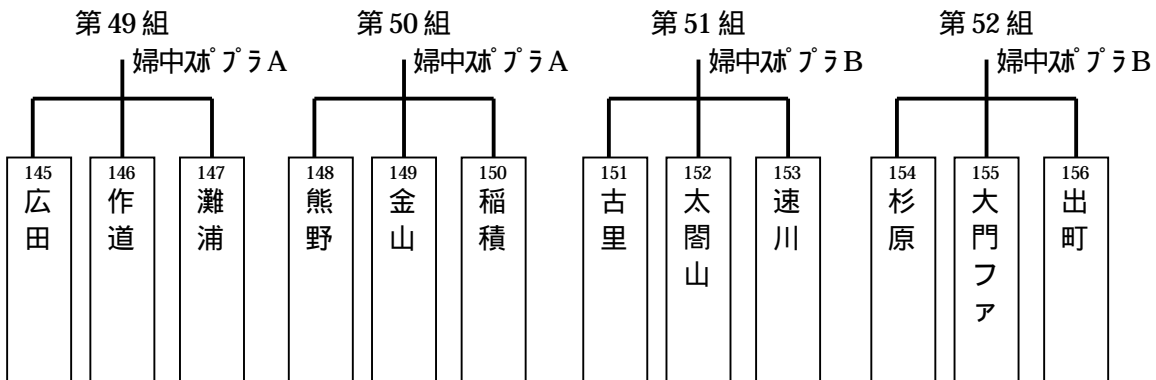 第49組
婦中スポプラA
145
広田
146
作道
147
灘浦
第50組
婦中スポプラA
148
熊野
149
金山
150
稲積
第51組
婦中スポプラB
151
古里
152
太閤山
153
速川
第52組
婦中スポプラB
154
杉原
155
大門ファ
156
出町